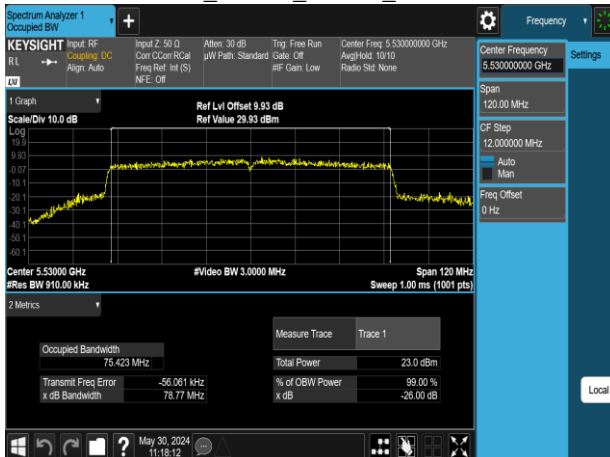 Spectrum Analyzer 1
Occupied BW
+
Frequency
KEYSIGHT
RL
LXI
Input: RF
Coupling: DC
Align: Auto
Input Z: 50 Ω
Corr CCorr RCal
Freq Ref: Int (S)
NFE: Off
Atten: 30 dB
µW Path: Standard
Trig: Free Run
Gate: Off
#IF Gain: Low
Center Freq: 5.530000000 GHz
Avg|Hold: 10/10
Radio Std: None
Center Frequency
5.530000000 GHz
Settings
Span
120.00 MHz
CF Step
12.000000 MHz
Auto
Man
Freq Offset
0 Hz
Local
1 Graph
Scale/Div 10.0 dB
Ref Lvl Offset 9.93 dB
Ref Value 29.93 dBm
Log
19.9
9.93
-0.07
-10.1
-20.1
-30.1
-40.1
-50.1
-60.1
Center 5.53000 GHz
#Video BW 3.0000 MHz
Span 120 MHz
#Res BW 910.00 kHz
Sweep 1.00 ms (1001 pts)
2 Metrics
Measure Trace Trace 1
Occupied Bandwidth
75.423 MHz
Total Power 23.0 dBm
Transmit Freq Error -56.061 kHz
% of OBW Power 99.00 %
x dB Bandwidth 78.77 MHz
x dB -26.00 dB
?
May 30, 2024
11:18:12